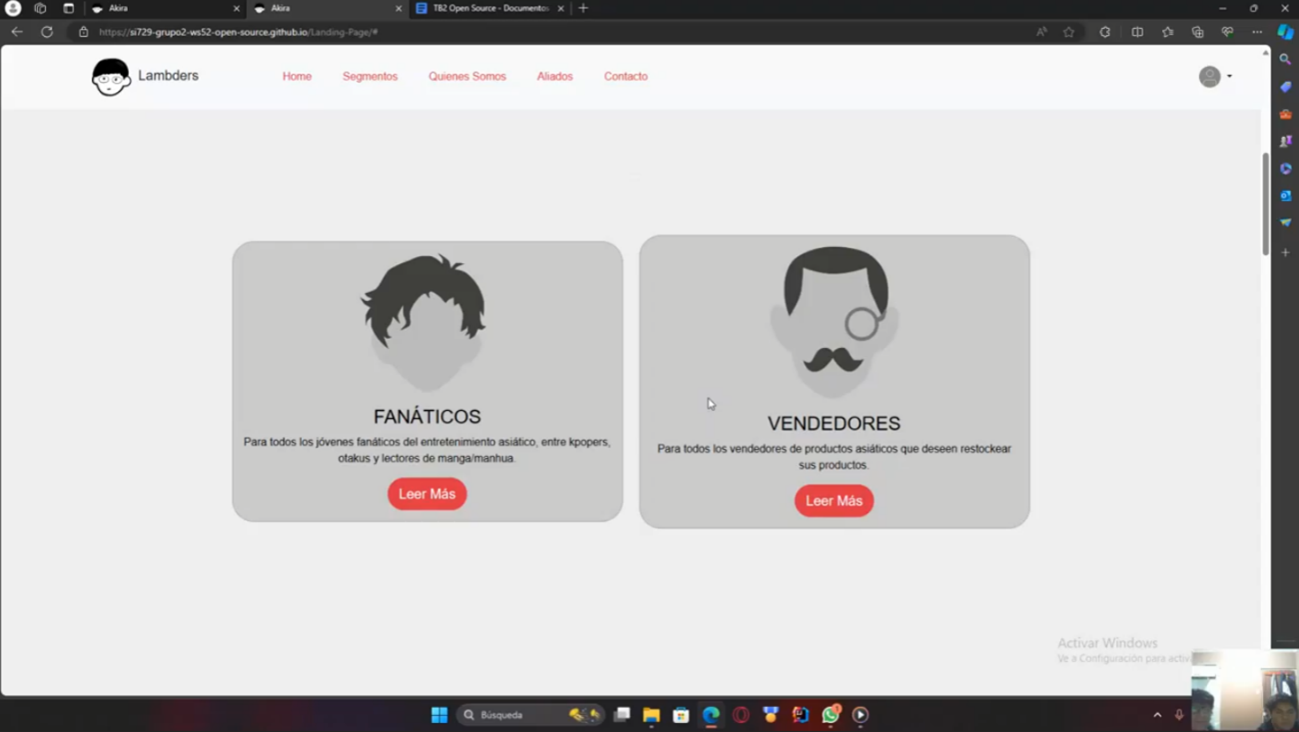 Akira
Akira
TB2 Open Source - Documentos
https://si729-grupo2-ws52-open-source.github.io/Landing-Page/#
Lambders
Home
Segmentos
Quienes Somos
Aliados
Contacto
FANÁTICOS
Para todos los jóvenes fanáticos del entretenimiento asiático, entre kpopers,
otakus y lectores de manga/manhua.
Leer Más
VENDEDORES
Para todos los vendedores de productos asiáticos que deseen restockear
sus productos.
Leer Más
Activar Windows
Ve a Configuración para activ
Búsqueda